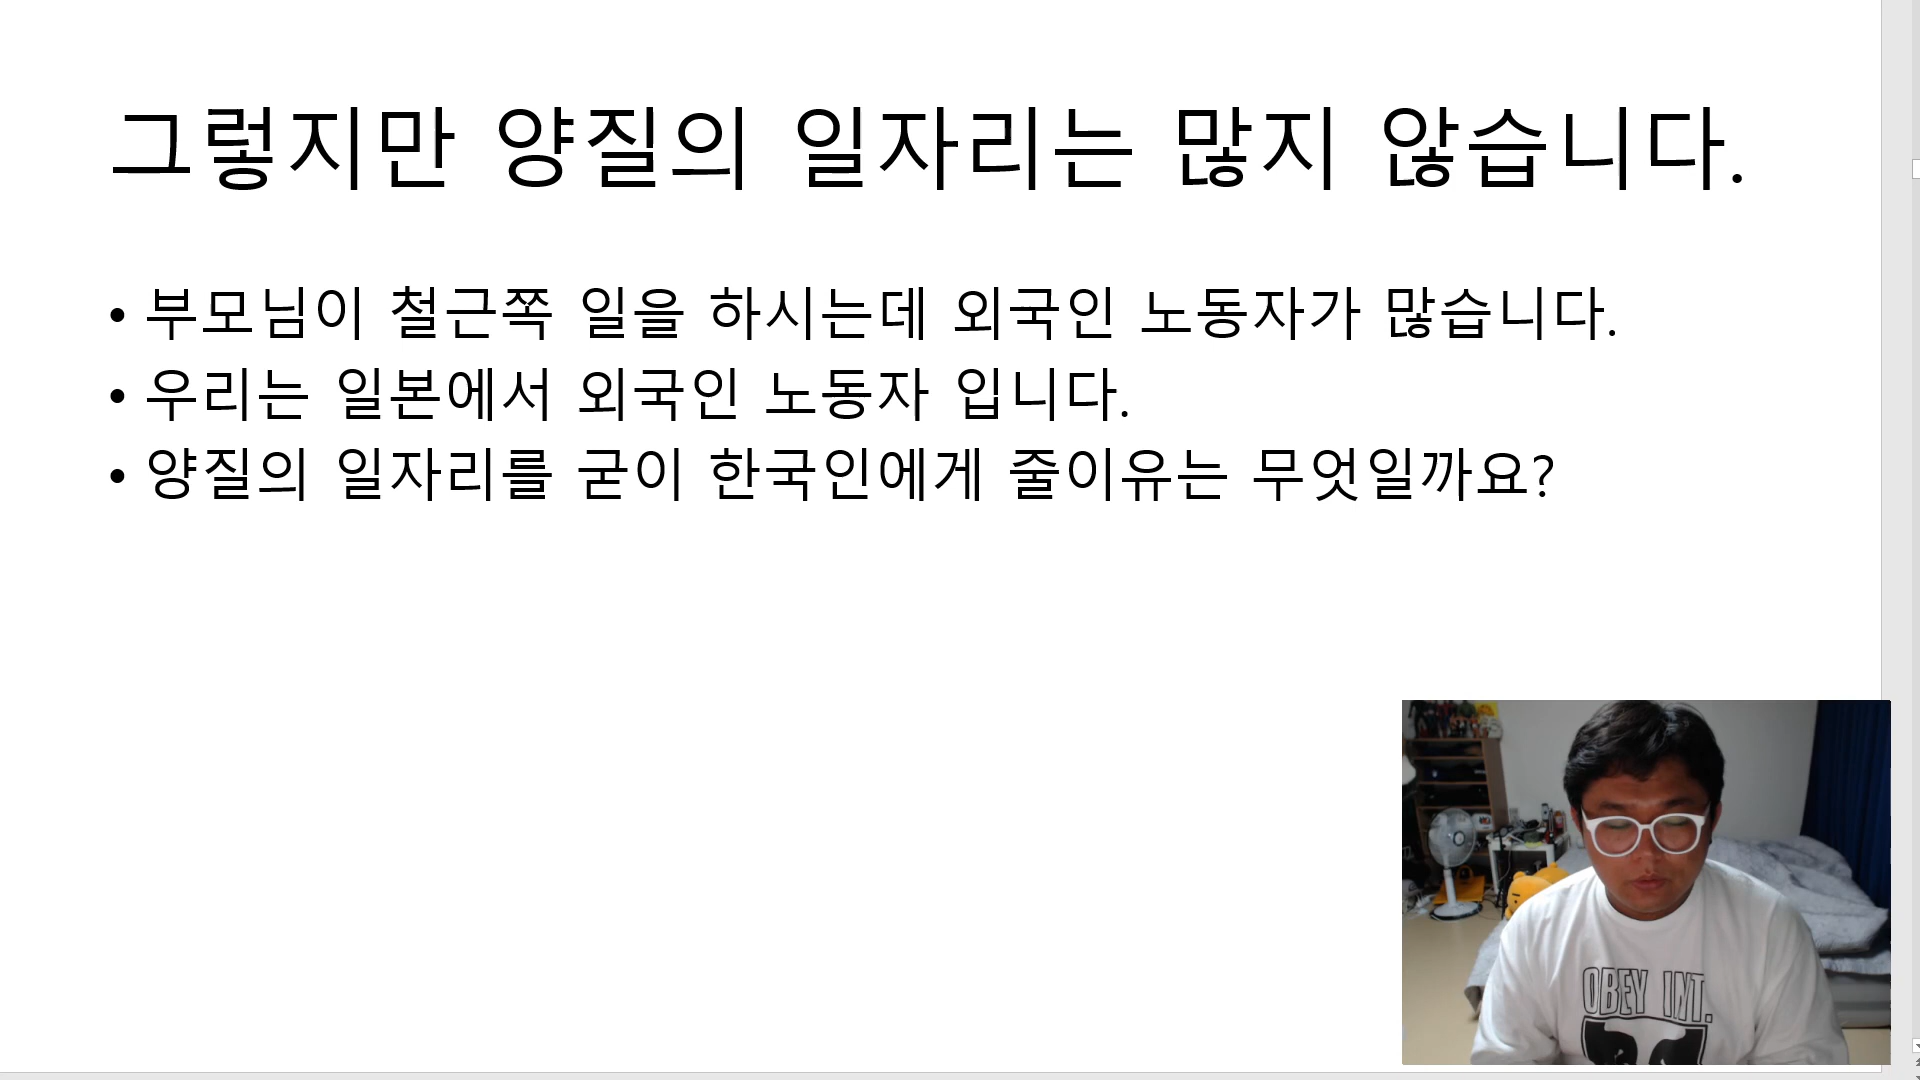 그렇지만 양질의 일자리는 많지 않습니다.
• 부모님이 철근쪽 일을 하시는데 외국인 노동자가 많습니다.
• 우리는 일본에서 외국인 노동자 입니다.
• 양질의 일자리를 굳이 한국인에게 줄이유는 무엇일까요?
OBEY INT.